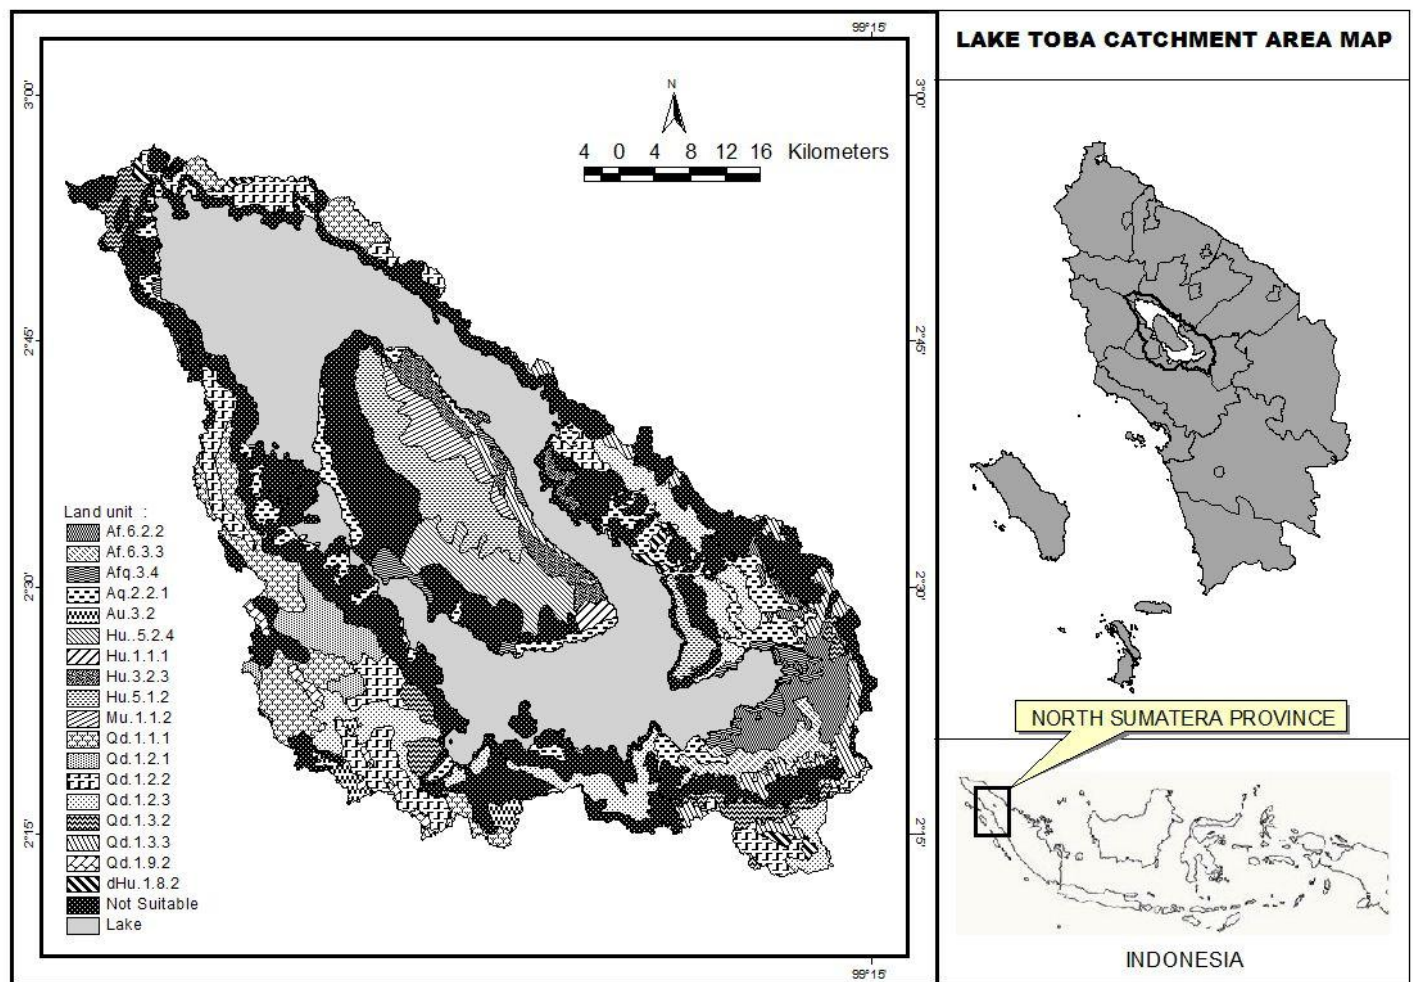 99°15'
LAKE TOBA CATCHMENT AREA MAP
3°00'
3°00'
N
4 0 4 8 12 16 Kilometers
2°45'
2°45'
Land unit :
Af.6.2.2
Af.6.3.3
Afq.3.4
Aq.2.2.1
Au.3.2
Hu..5.2.4
Hu.1.1.1
Hu.3.2.3
Hu.5.1.2
Mu.1.1.2
Qd.1.1.1
Qd.1.2.1
Qd.1.2.2
Qd.1.2.3
Qd.1.3.2
Qd.1.3.3
Qd.1.9.2
dHu.1.8.2
Not Suitable
Lake
2°30'
2°30'
2°15'
2°15'
NORTH SUMATERA PROVINCE
INDONESIA
99°15'